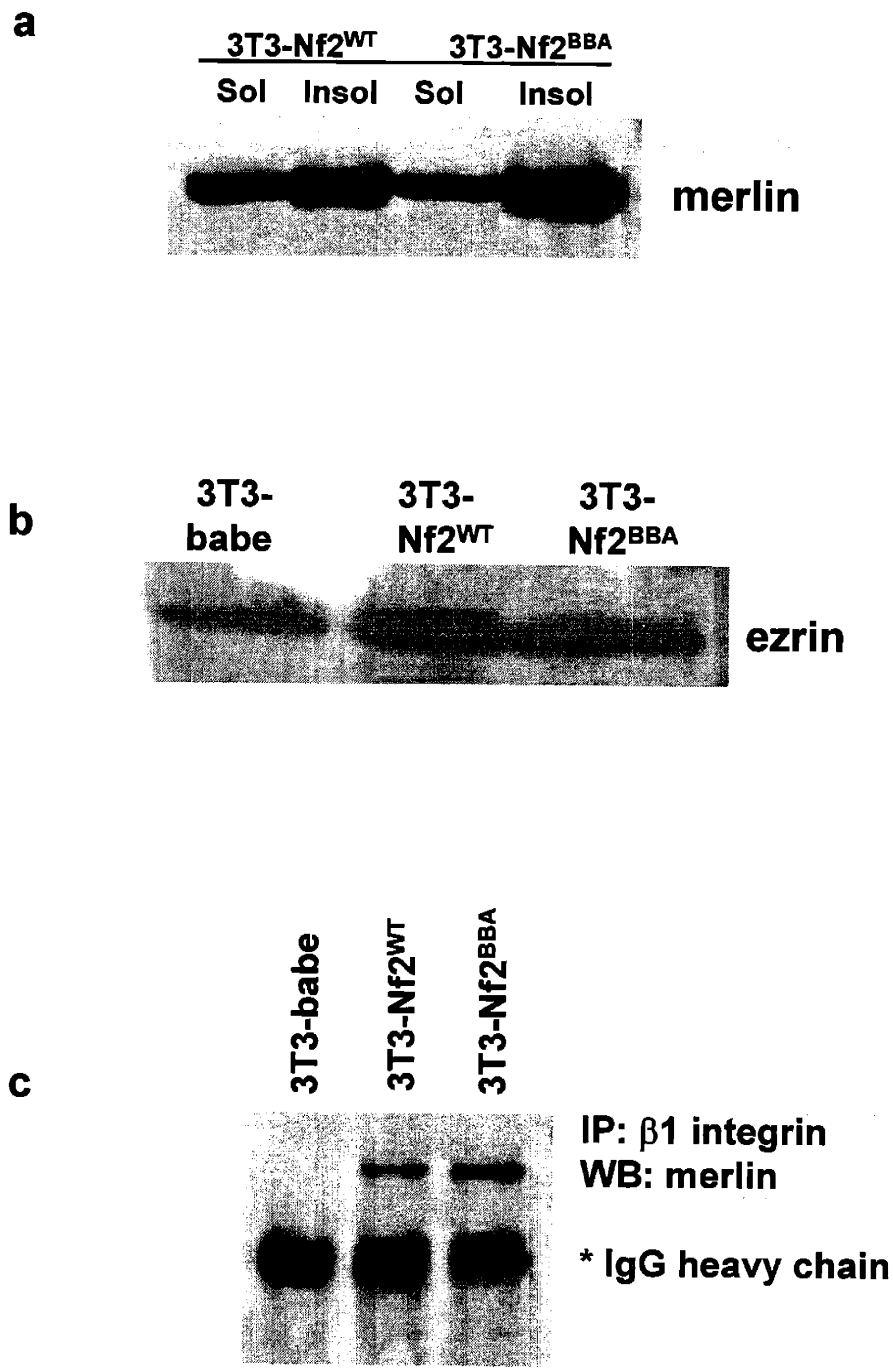 a
3T3-Nf2WT 3T3-Nf2BBA
Sol Insol Sol Insol
merlin
b
3T3-babe 3T3-Nf2WT 3T3-Nf2BBA
ezrin
c
3T3-babe 3T3-Nf2WT 3T3-Nf2BBA
IP: β1 integrin
WB: merlin
* IgG heavy chain